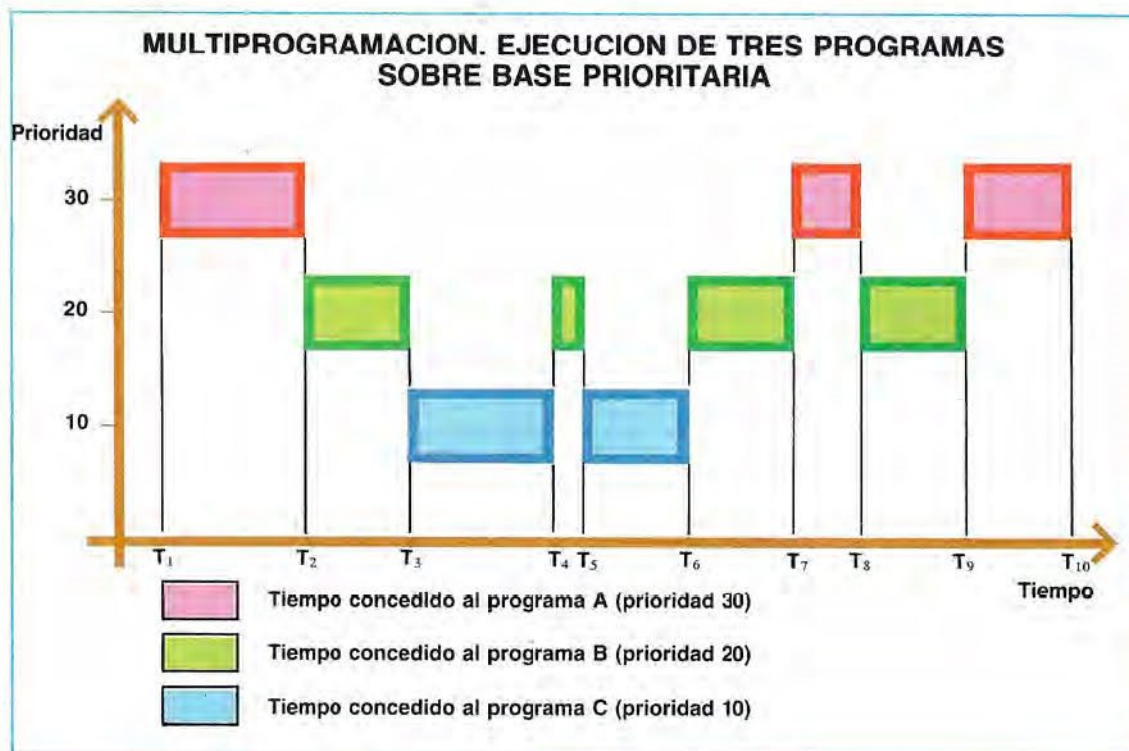 MULTIPROGRAMACION. EJECUCION DE TRES PROGRAMAS
SOBRE BASE PRIORITARIA
Prioridad
30
20
10
T₁ T₂ T₃ T₄ T₅ T₆ T₇ T₈ T₉ T₁₀
Tiempo
Tiempo concedido al programa A (prioridad 30)
Tiempo concedido al programa B (prioridad 20)
Tiempo concedido al programa C (prioridad 10)